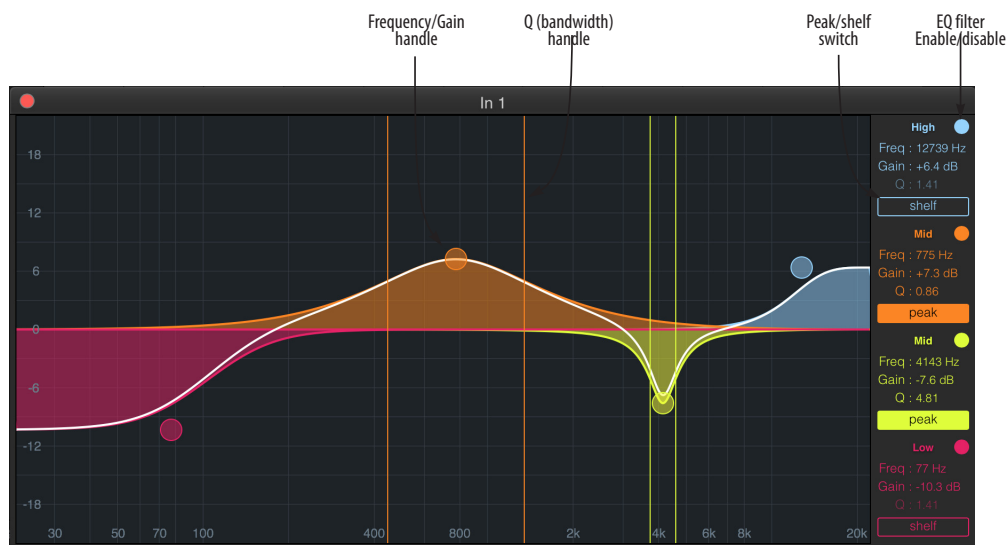 Frequency/Gain
handle
Q (bandwidth)
handle
Peak/shelf
switch
EQ filter
Enable/disable
In 1
18
12
6
0
-6
-12
-18
30 50 70 100 400 800 2k 4k 6k 8k 20k
High
Freq : 12739 Hz
Gain : +6.4 dB
Q : 1.41
shelf
Mid
Freq : 775 Hz
Gain : +7.3 dB
Q : 0.86
peak
Mid
Freq : 4143 Hz
Gain : -7.6 dB
Q : 4.81
peak
Low
Freq : 77 Hz
Gain : -10.3 dB
Q : 1.41
shelf